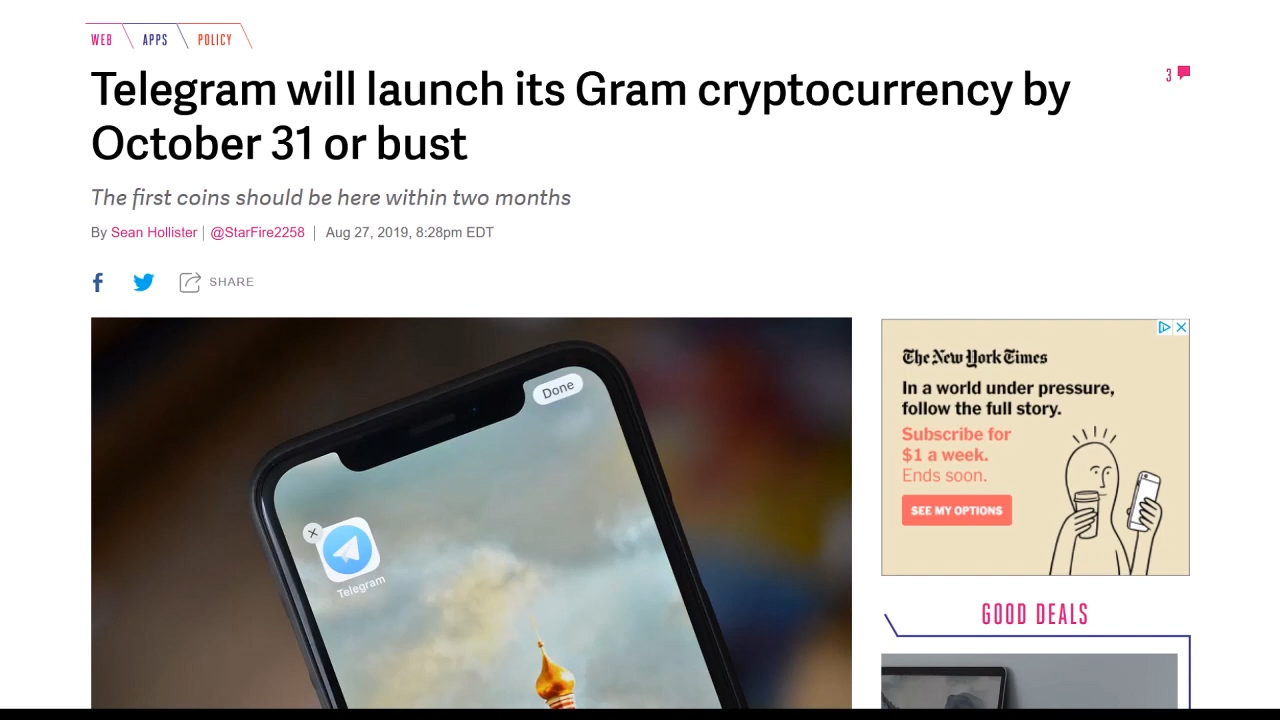 WEB APPS POLICY
Telegram will launch its Gram cryptocurrency by
October 31 or bust
3
The first coins should be here within two months
By Sean Hollister | @StarFire2258 | Aug 27, 2019, 8:28pm EDT
SHARE
Done
Telegram
The New York Times
In a world under pressure,
follow the full story.
Subscribe for
$1 a week.
Ends soon.
SEE MY OPTIONS
GOOD DEALS